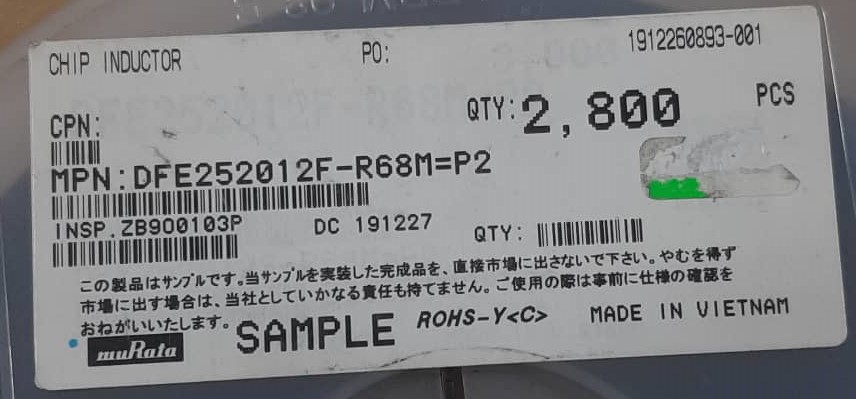 CHIP INDUCTOR PO: 1912260893-001
CPN: QTY:2,800 PCS
MPN:DFE252012F-R68M=P2
INSP.ZB900103P DC 191227 QTY:
この製品はサンプルです。当サンプルを実装した完成品を、直接市場に出さないで下さい。やむを得ず
市場に出す場合は、当社としていかなる責任も持てません。ご使用の際は事前に仕様の確認を
おねがいいたします。
muRata SAMPLE ROHS-Y<C> MADE IN VIETNAM